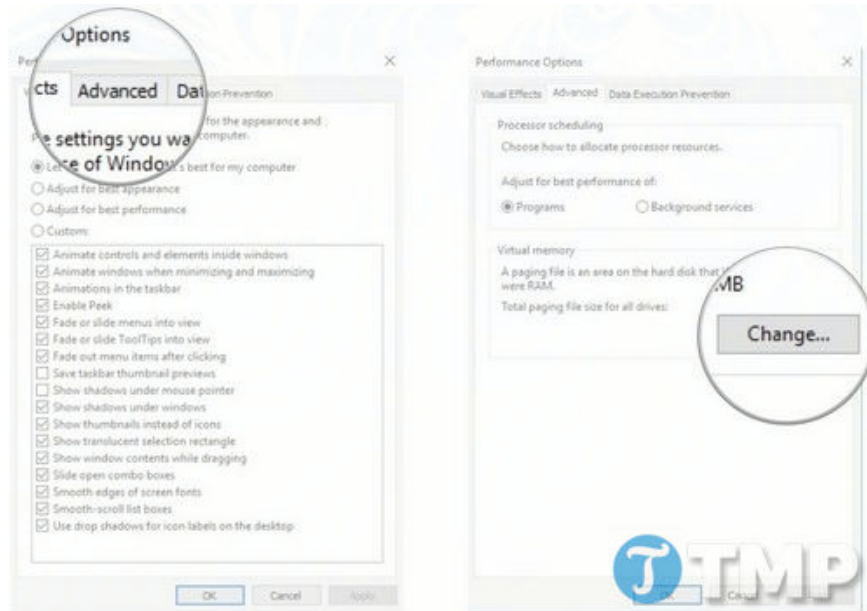 Options
cts Advanced Dat on Prevention
for the appearance and
e settings you wa computer.
se of Window s best for my computer
Adjust for best appearance
Adjust for best performance
Custom:
Animate controls and elements inside windows
Animate windows when minimizing and maximizing
Animations in the taskbar
Enable Peek
Fade or slide menus into view
Fade or slide ToolTips into view
Fade out menu items after clicking
Save taskbar thumbnail previews
Show shadows under mouse pointer
Show shadows under windows
Show thumbnails instead of icons
Show translucent selection rectangle
Show window contents while dragging
Slide open combo boxes
Smooth edges of screen fonts
Smooth-scroll list boxes
Use drop shadows for icon labels on the desktop
OK Cancel Apply
Performance Options
Visual Effects Advanced Data Execution Prevention
Processor scheduling
Choose how to allocate processor resources.
Adjust for best performance of:
Programs Background services
Virtual memory
A paging file is an area on the hard disk that
were RAM.
Total paging file size for all drives:
MB
Change...
OK
TMP